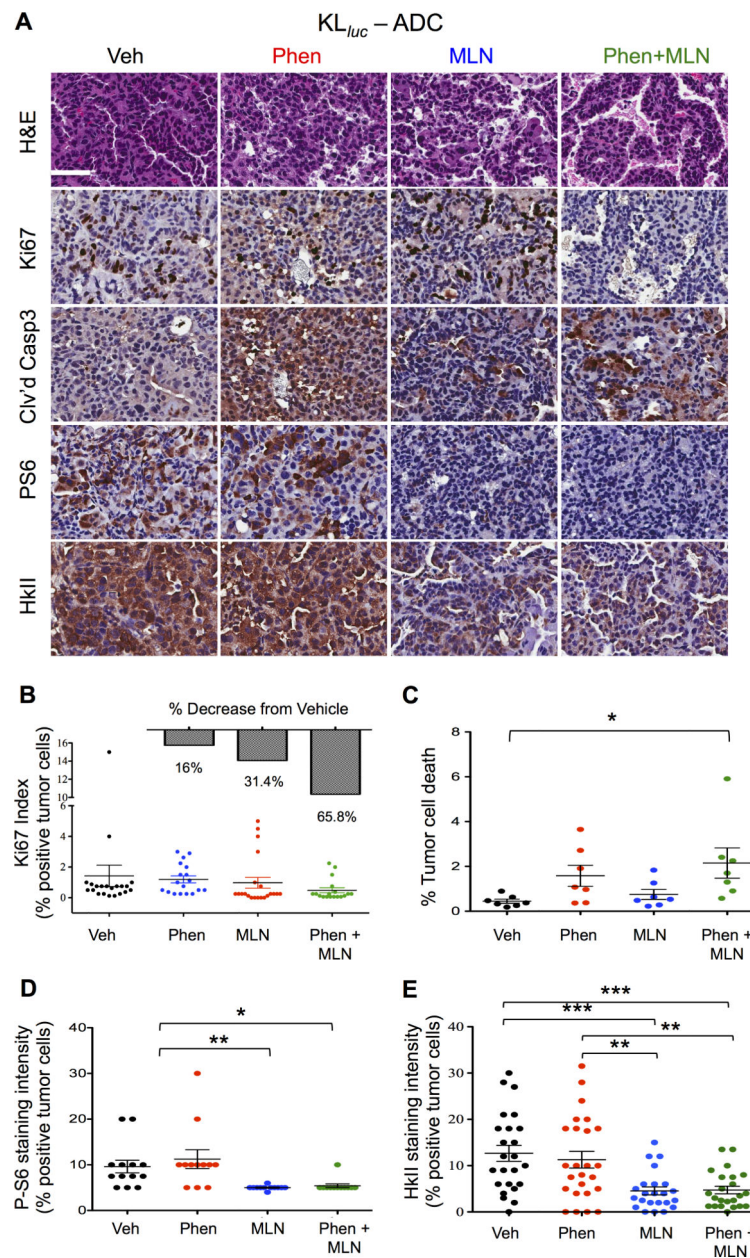 A
KLluc – ADC
Veh Phen MLN Phen+MLN
H&E
Ki67
Clv'd Casp3
PS6
HkII
B
% Decrease from Vehicle
Ki67 Index
(% positive tumor cells)
16
14
12
10
6
4
2
0
16%
31.4%
65.8%
Veh Phen MLN Phen +
MLN
C
% Tumor cell death
8
6
4
2
0
*
Veh Phen MLN Phen +
MLN
D
P-S6 staining intensity
(% positive tumor cells)
40
30
20
10
0
*
**
Veh Phen MLN Phen +
MLN
E
HkII staining intensity
(% positive tumor cells)
40
30
20
10
0
***
***
**
**
Veh Phen MLN Phen
MLN